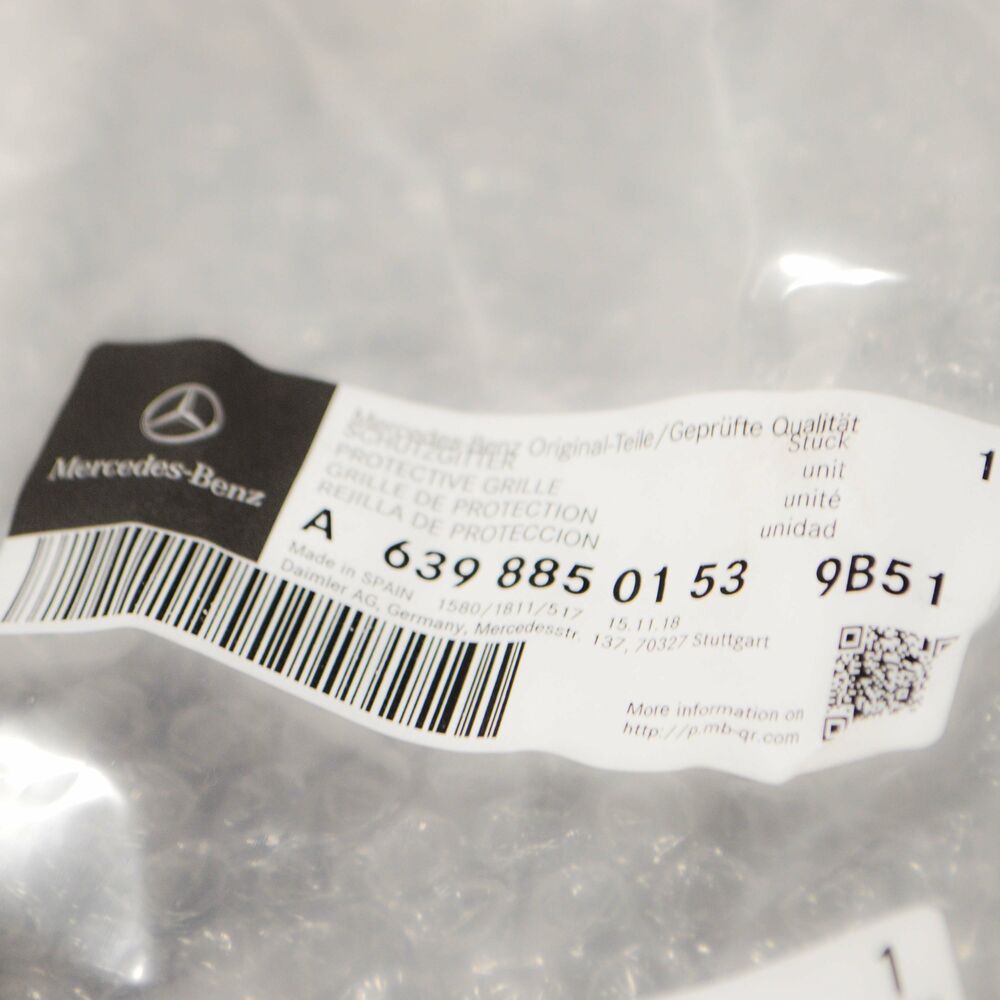 Mercedes-Benz
Mercedes-Benz Original-Teile/Geprüfte Qualität
SCHUTZGITTER
PROTECTIVE GRILLE
GRILLE DE PROTECTION
REJILLA DE PROTECCION
Stück
unit
unité
unidad
1
A 639 885 01 53 9B51
Made in SPAIN 1580/1811/517 15.11.18
Daimler AG, Germany, Mercedesstr. 137, 70327 Stuttgart
More information on
http://p.mb-qr.com
1